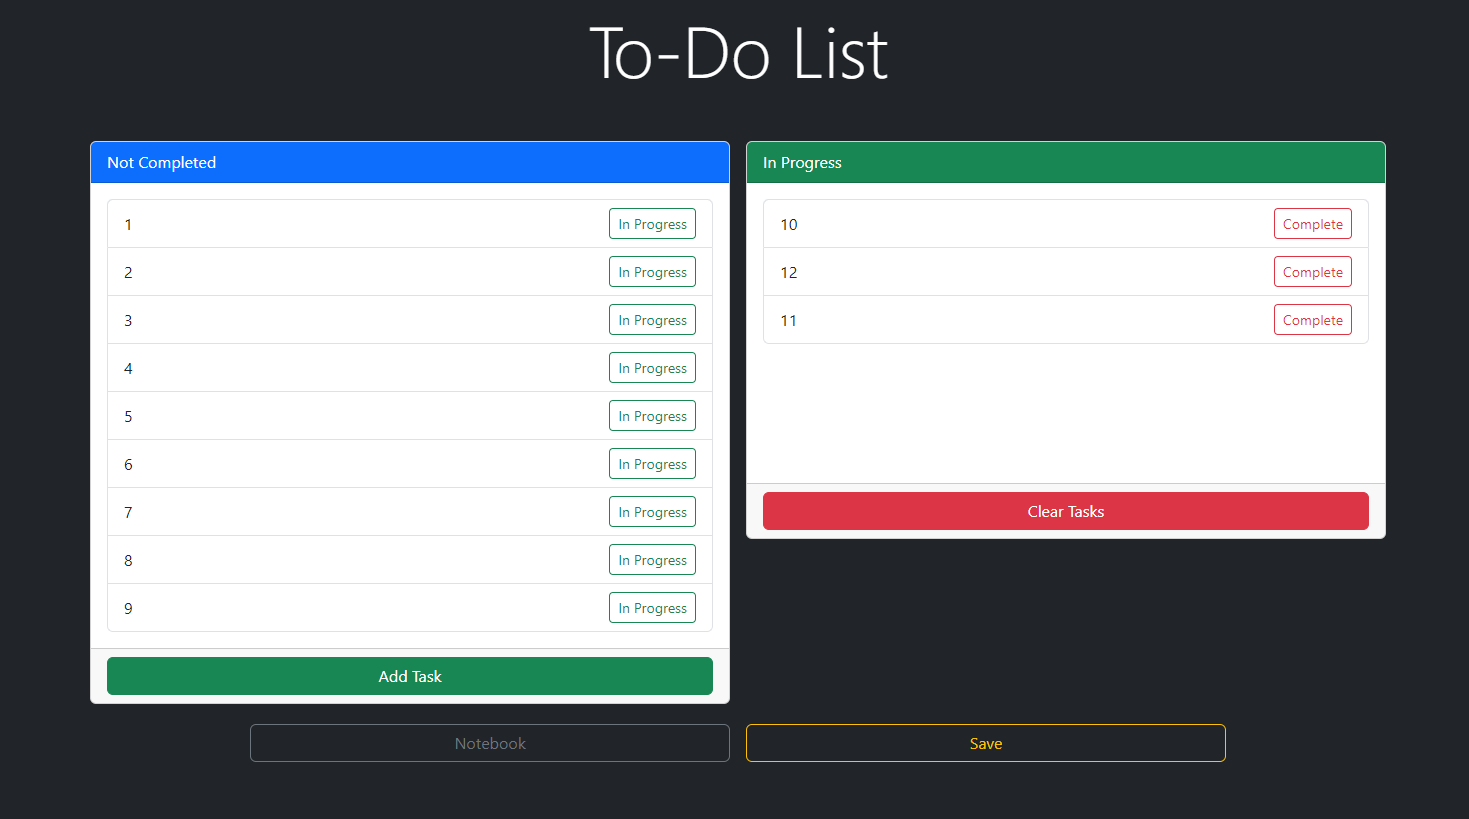 To-Do List
Not Completed
1 In Progress
2 In Progress
3 In Progress
4 In Progress
5 In Progress
6 In Progress
7 In Progress
8 In Progress
9 In Progress
Add Task
In Progress
10 Complete
12 Complete
11 Complete
Clear Tasks
Notebook
Save